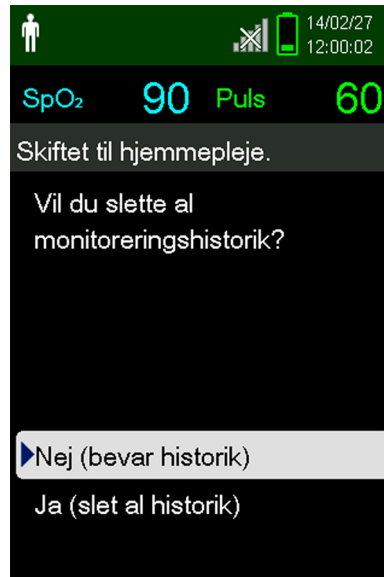 14/02/27
12:00:02
SpO₂ 90 Puls 60
Skiftet til hjemmepleje.
Vil du slette al
monitoreringshistorik?
Nej (bevar historik)
Ja (slet al historik)